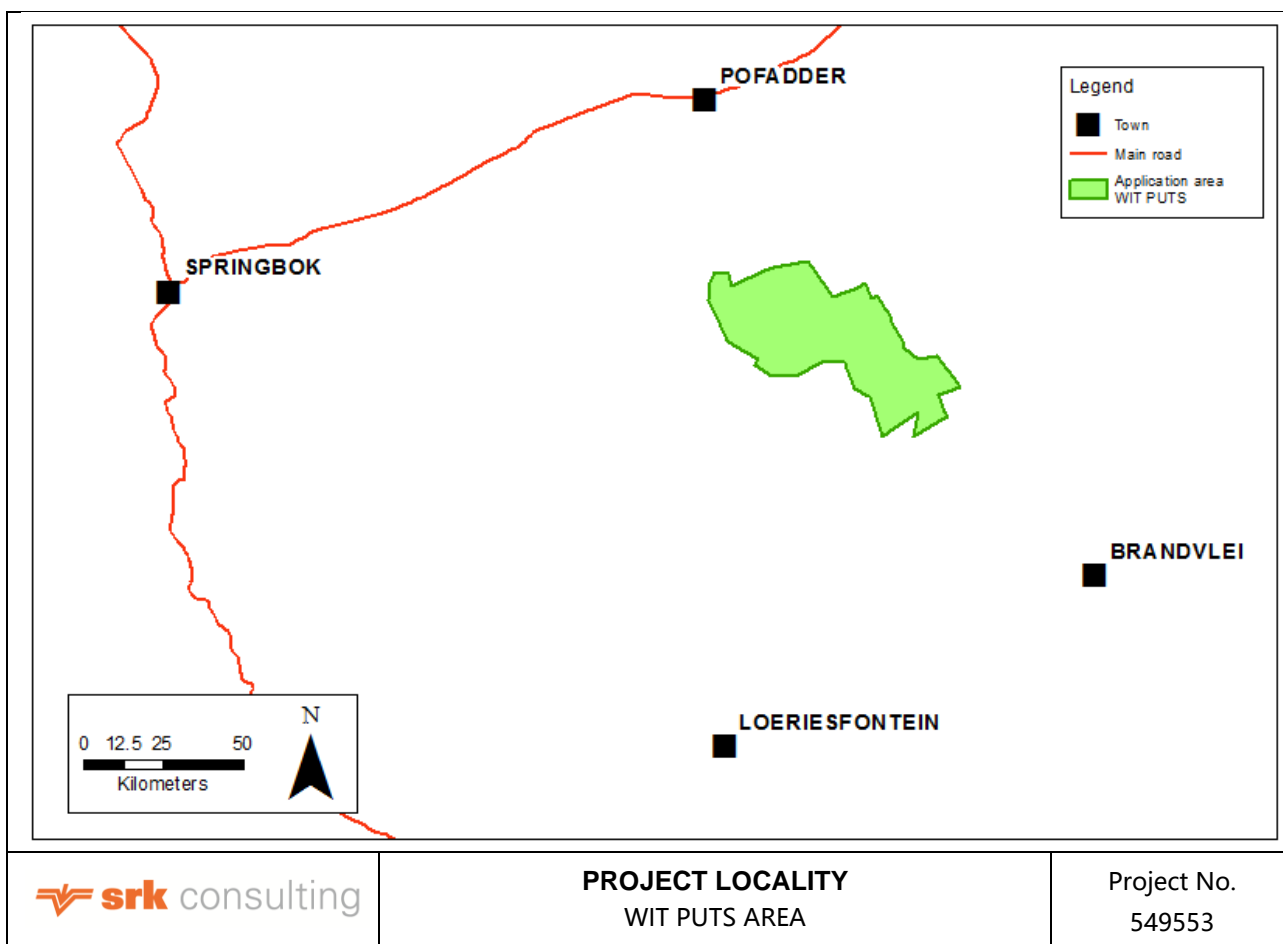 POFADDER
Legend
Town
Main road
Application area
WIT PUTS
SPRINGBOK
BRANDVLEI
LOERIESFONTEIN
N
0 12.5 25 50
Kilometers
srk consulting
PROJECT LOCALITY
WIT PUTS AREA
Project No.
549553